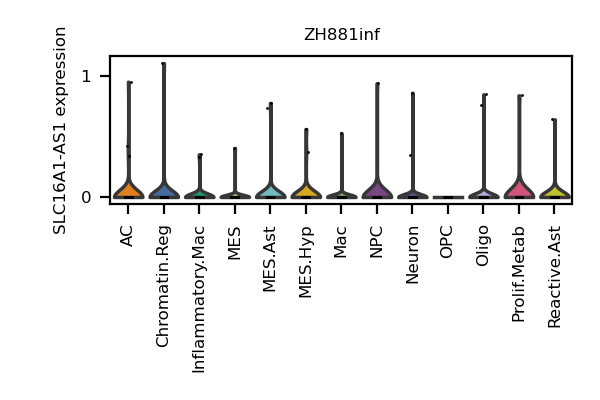 ZH881inf
SLC16A1-AS1 expression
1
0
AC
Chromatin.Reg
Inflammatory.Mac
MES
MES.Ast
MES.Hyp
Mac
NPC
Neuron
OPC
Oligo
Prolif.Metab
Reactive.Ast